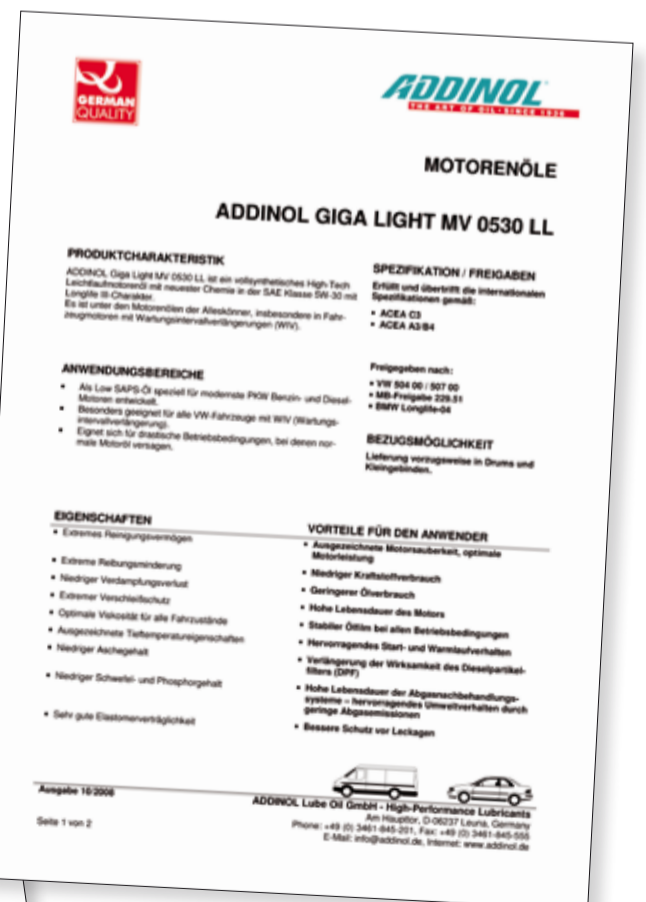 GERMAN
QUALITY
ADDINOL
THE ART OF OIL · SINCE 1936
MOTORENÖLE
ADDINOL GIGA LIGHT MV 0530 LL
PRODUKTCHARAKTERISTIK
ADDINOL Giga Light MV 0530 LL ist ein vollsynthetisches High-Tech
Leichtlaufmotorenöl mit neuester Chemie in der SAE Klasse 5W-30 mit
Longlife III-Charakter.
Es ist unter den Motorenölen der Alleskönner, insbesondere in Fahr-
zeugmotoren mit Wartungsintervallverlängerungen (WIV).
SPEZIFIKATION / FREIGABEN
Erfüllt und übertrifft die internationalen
Spezifikationen gemäß:
▪ ACEA C3
▪ ACEA A3/B4
Freigegeben nach:
▪ VW 504 00 / 507 00
▪ MB-Freigabe 229.51
▪ BMW Longlife-04
ANWENDUNGSBEREICHE
▪ Als Low SAPS-Öl speziell für modernste PKW Benzin- und Diesel-
Motoren entwickelt.
▪ Besonders geeignet für alle VW-Fahrzeuge mit WIV (Wartungs-
intervallverlängerung).
▪ Eignet sich für drastische Betriebsbedingungen, bei denen nor-
male Motoröl versagen.
BEZUGSMÖGLICHKEIT
Lieferung vorzugsweise in Drums und
Kleingebinden.
EIGENSCHAFTEN
▪ Extremes Reinigungsvermögen
▪ Extreme Reibungsminderung
▪ Niedriger Verdampfungsverlust
▪ Extremer Verschleißschutz
▪ Optimale Viskosität für alle Fahrzustände
▪ Ausgezeichnete Tieftemperatureigenschaften
▪ Niedriger Aschegehalt
▪ Niedriger Schwefel- und Phosphorgehalt
▪ Sehr gute Elastomerverträglichkeit
VORTEILE FÜR DEN ANWENDER
▪ Ausgezeichnete Motorsauberkeit, optimale
Motorleistung
▪ Niedriger Kraftstoffverbrauch
▪ Geringerer Ölverbrauch
▪ Hohe Lebensdauer des Motors
▪ Stabiler Ölfilm bei allen Betriebsbedingungen
▪ Hervorragendes Start- und Warmlaufverhalten
▪ Verlängerung der Wirksamkeit des Dieselpartikel-
filters (DPF)
▪ Hohe Lebensdauer der Abgasnachbehandlungs-
systeme – hervorragendes Umweltverhalten durch
geringe Abgasemissionen
▪ Bessere Schutz vor Leckagen
Ausgabe 10/2008
Seite 1 von 2
ADDINOL Lube Oil GmbH - High-Performance Lubricants
Am Haupttor, D-06237 Leuna, Germany
Phone: +49 (0) 3461-845-201, Fax: +49 (0) 3461-845-555
E-Mail: info@addinol.de, Internet: www.addinol.de